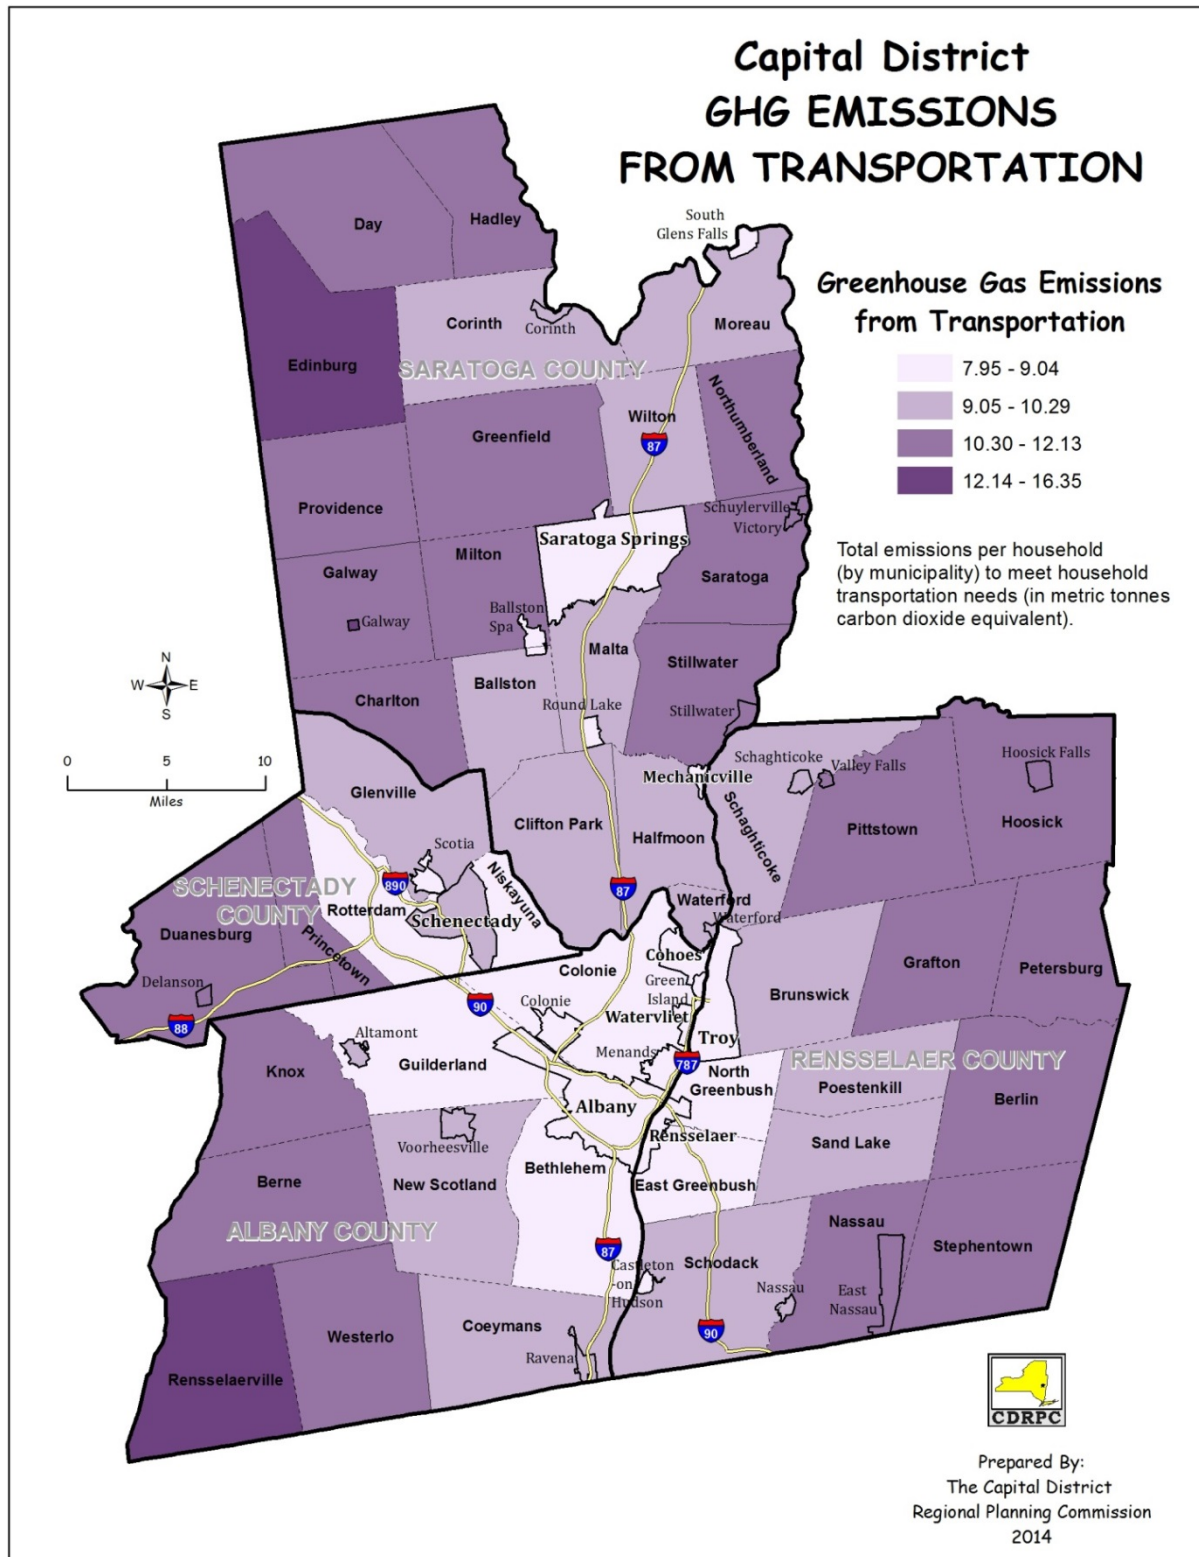 Capital District
GHG EMISSIONS
FROM TRANSPORTATION
Greenhouse Gas Emissions
from Transportation
7.95 - 9.04
9.05 - 10.29
10.30 - 12.13
12.14 - 16.35
Total emissions per household
(by municipality) to meet household
transportation needs (in metric tonnes
carbon dioxide equivalent).
Day
Hadley
South
Glens Falls
Corinth
Corinth
Moreau
Edinburg
SARATOGA COUNTY
Northumberland
Wilton
87
Greenfield
Providence
Schuylerville
Victory
Saratoga Springs
Milton
Galway
Saratoga
Galway
Ballston
Spa
Malta
Stillwater
Ballston
Charlton
Round Lake
Stillwater
N
W
E
S
0
5
10
Miles
Mechanicville
Schaghticoke
Valley Falls
Hoosick Falls
Glenville
Clifton Park
Halfmoon
Schaghticoke
Pittstown
Hoosick
Scotia
890
Niskayuna
87
SCHENECTADY
COUNTY
Rotterdam
Schenectady
Waterford
Waterford
Duanesburg
Princetown
Cohoes
Colonie
Grafton
Petersburg
Delanson
Green
Island
Brunswick
88
90
Colonie
Watervliet
Troy
Altamont
Guilderland
Menands
787
RENSSELAER COUNTY
Knox
North
Greenbush
Poestenkill
Berlin
Albany
Rensselaer
Sand Lake
Voorheesville
Bethlehem
Berne
New Scotland
East Greenbush
ALBANY COUNTY
Nassau
Stephentown
87
Schodack
Castleton
-on
Hudson
Nassau
East
Nassau
Coeymans
Westerlo
90
Ravena
Rensselaerville
CDRPC
Prepared By:
The Capital District
Regional Planning Commission
2014